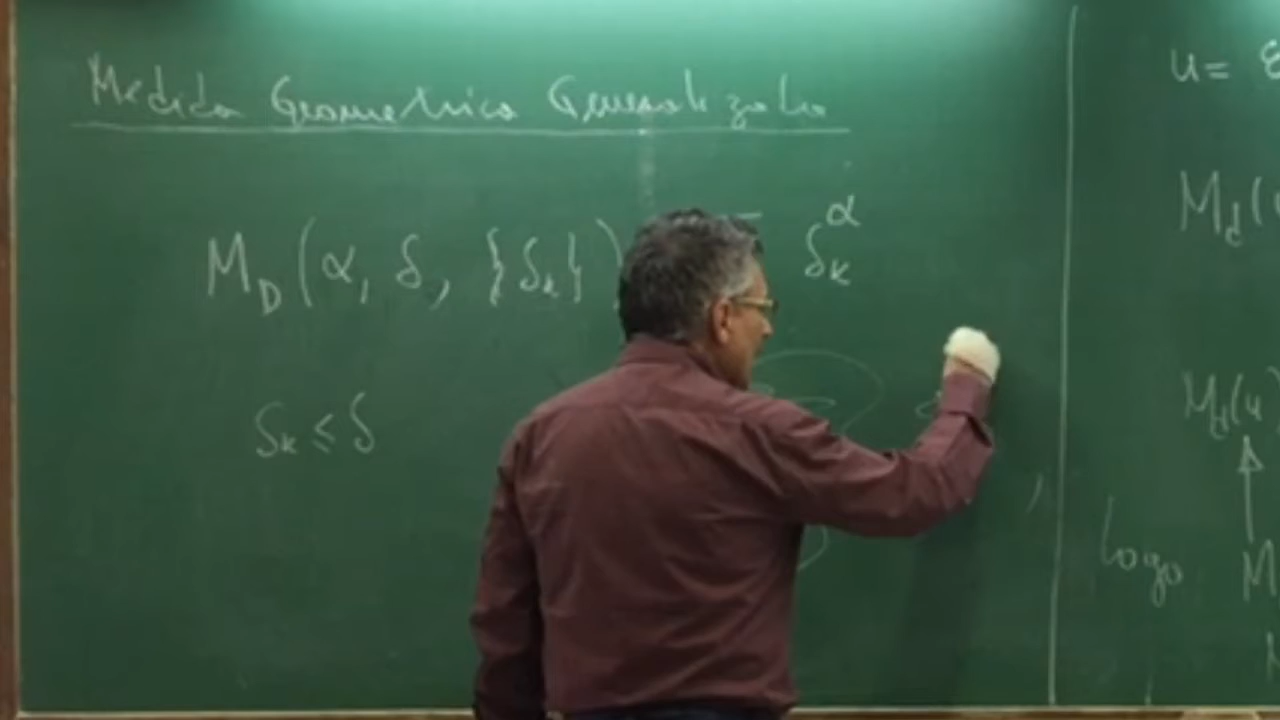 Medida Geometrica Generalizada
M_D(α, δ, {δ_k}) = δ_k^α
δ_k ≤ δ
u =
M_d(
M_d(u
logo
M